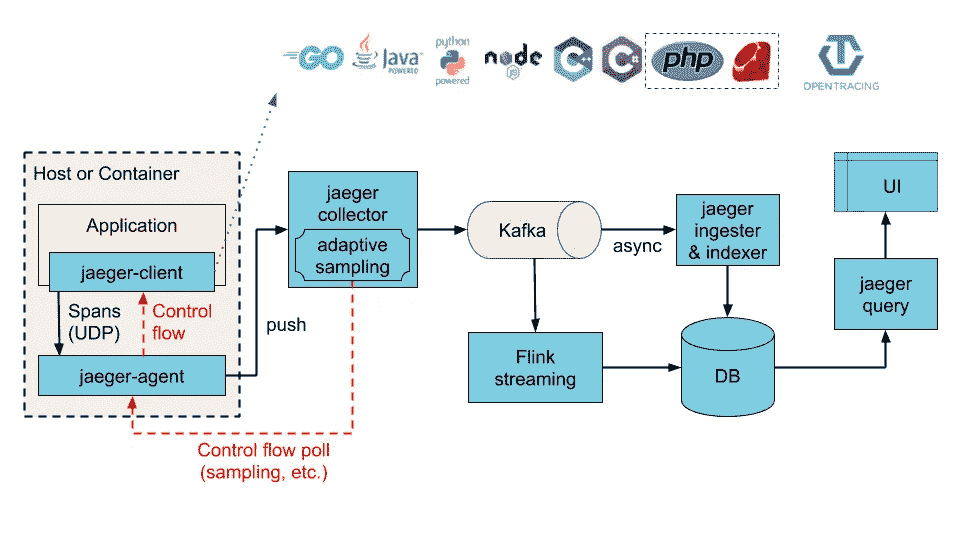 GO
Java
POWERED
python
powered
node
JS
C++
C#
php
OPENTRACING
Host or Container
Application
jaeger-client
Spans
(UDP)
Control
flow
jaeger-agent
push
jaeger
collector
adaptive
sampling
Control flow poll
(sampling, etc.)
Kafka
async
jaeger
ingester
& indexer
Flink
streaming
DB
UI
jaeger
query